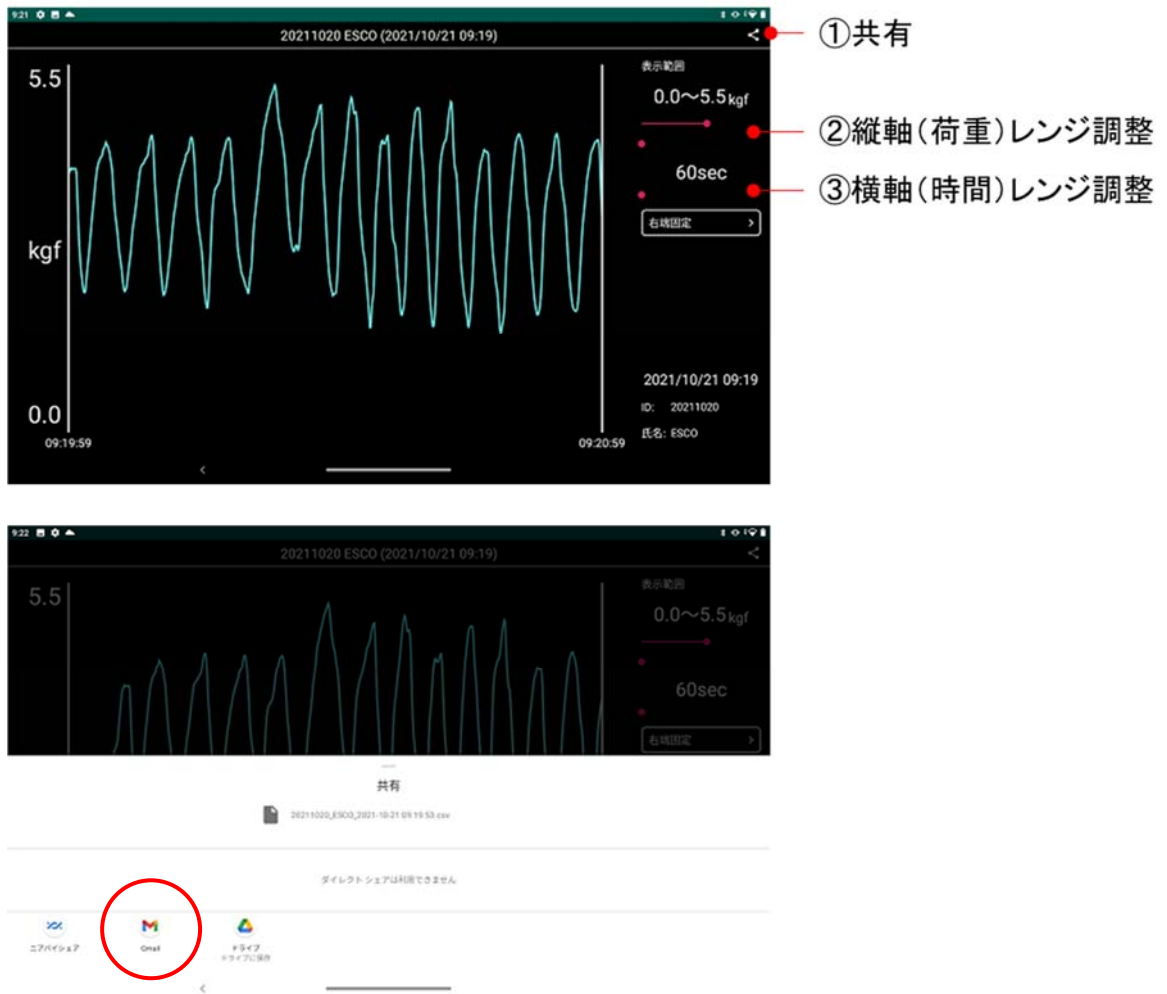 9:21
20211020 ESCO (2021/10/21 09:19)
①共有
5.5
kgf
0.0
09:19:59
09:20:59
表示範囲
0.0〜5.5kgf
②縦軸（荷重）レンジ調整
60sec
③横軸（時間）レンジ調整
右端固定
2021/10/21 09:19
ID: 20211020
氏名: ESCO
9:22
20211020 ESCO (2021/10/21 09:19)
5.5
表示範囲
0.0〜5.5kgf
60sec
右端固定
共有
20211020_ESCO_2021-10-21 09:19:53.csv
ダイレクト シェアは利用できません
ニアバイシェア
Gmail
ドライブ
ドライブに保存